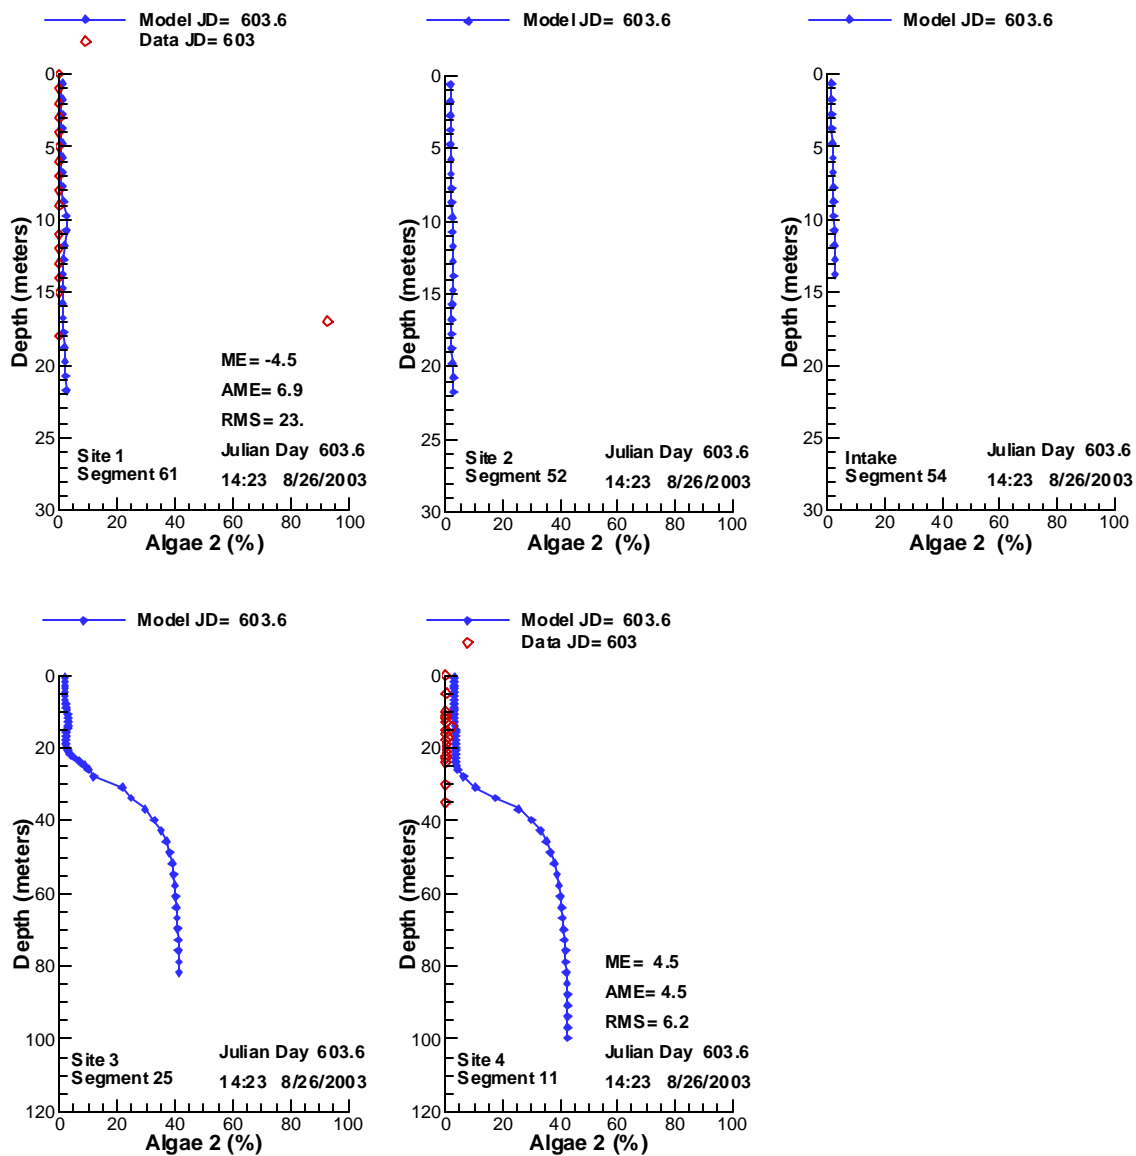 Model JD= 603.6
Data JD= 603
0
5
10
15
20
25
30
Depth (meters)
ME= -4.5
AME= 6.9
RMS= 23.
Site 1
Segment 61
Julian Day 603.6
14:23 8/26/2003
0 20 40 60 80 100
Algae 2 (%)
Model JD= 603.6
0
5
10
15
20
25
30
Depth (meters)
Site 2
Segment 52
Julian Day 603.6
14:23 8/26/2003
0 20 40 60 80 100
Algae 2 (%)
Model JD= 603.6
0
5
10
15
20
25
30
Depth (meters)
Intake
Segment 54
Julian Day 603.6
14:23 8/26/2003
0 20 40 60 80 100
Algae 2 (%)
Model JD= 603.6
0
20
40
60
80
100
120
Depth (meters)
Site 3
Segment 25
Julian Day 603.6
14:23 8/26/2003
0 20 40 60 80 100
Algae 2 (%)
Model JD= 603.6
Data JD= 603
0
20
40
60
80
100
120
Depth (meters)
ME= 4.5
AME= 4.5
RMS= 6.2
Site 4
Segment 11
Julian Day 603.6
14:23 8/26/2003
0 20 40 60 80 100
Algae 2 (%)